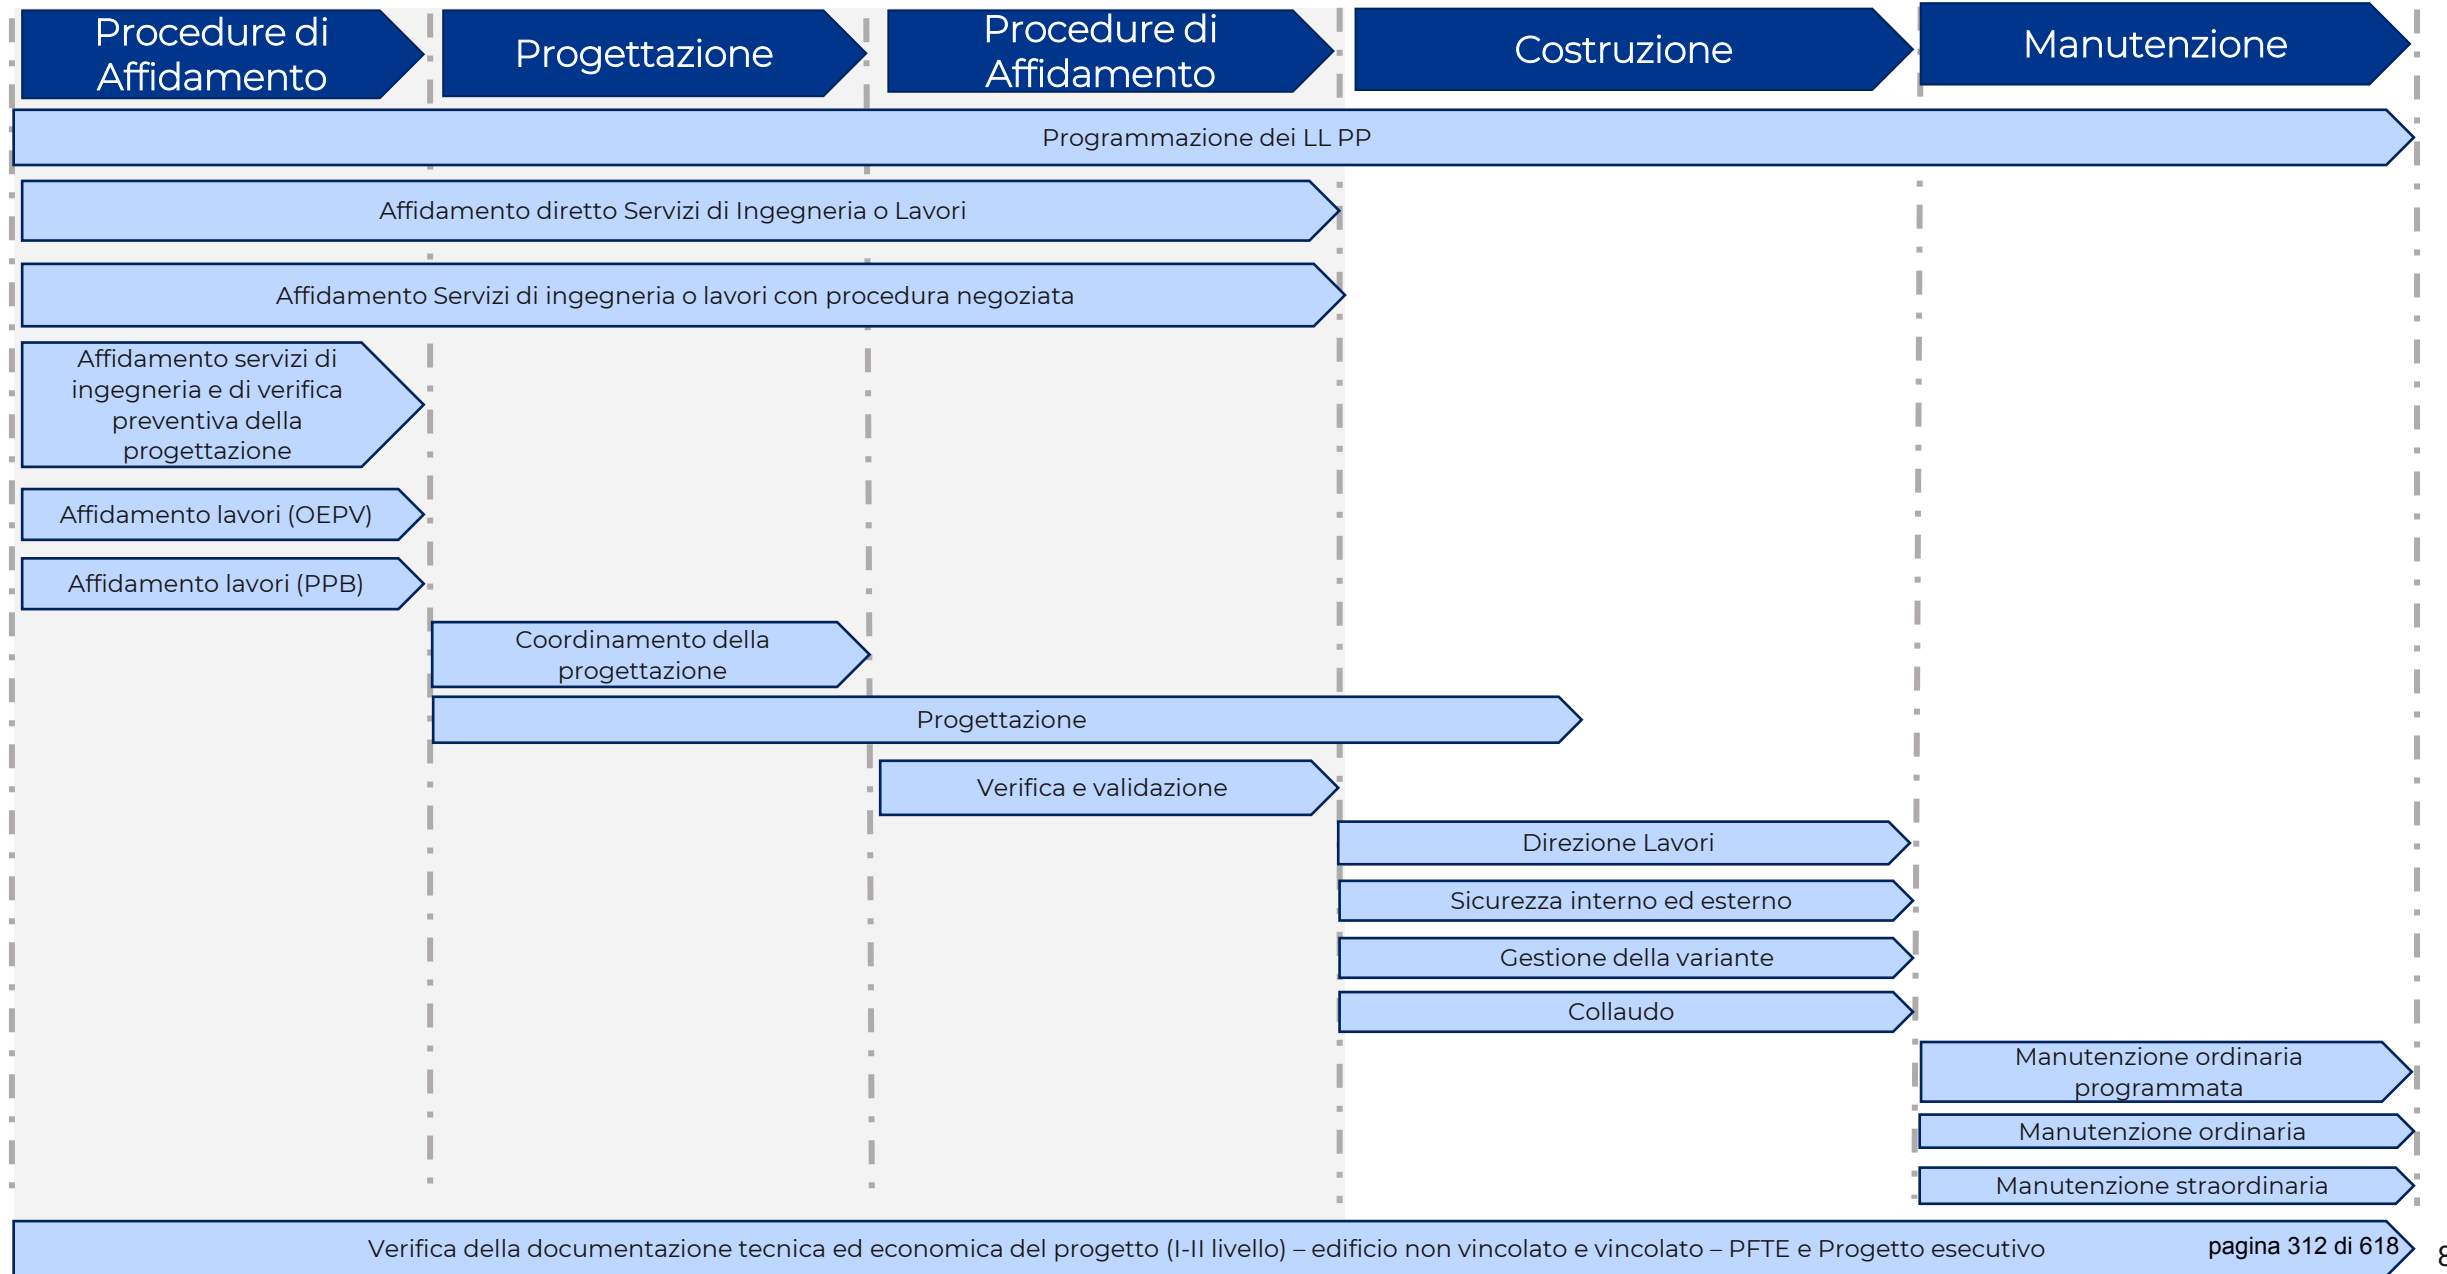 Procedure di
Affidamento
Progettazione
Procedure di
Affidamento
Costruzione
Manutenzione
Programmazione dei LL PP
Affidamento diretto Servizi di Ingegneria o Lavori
Affidamento Servizi di ingegneria o lavori con procedura negoziata
Affidamento servizi di
ingegneria e di verifica
preventiva della
progettazione
Affidamento lavori (OEPV)
Affidamento lavori (PPB)
Coordinamento della
progettazione
Progettazione
Verifica e validazione
Direzione Lavori
Sicurezza interno ed esterno
Gestione della variante
Collaudo
Manutenzione ordinaria
programmata
Manutenzione ordinaria
Manutenzione straordinaria
Verifica della documentazione tecnica ed economica del progetto (I-II livello) – edificio non vincolato e vincolato – PFTE e Progetto esecutivo
pagina 312 di 618
8